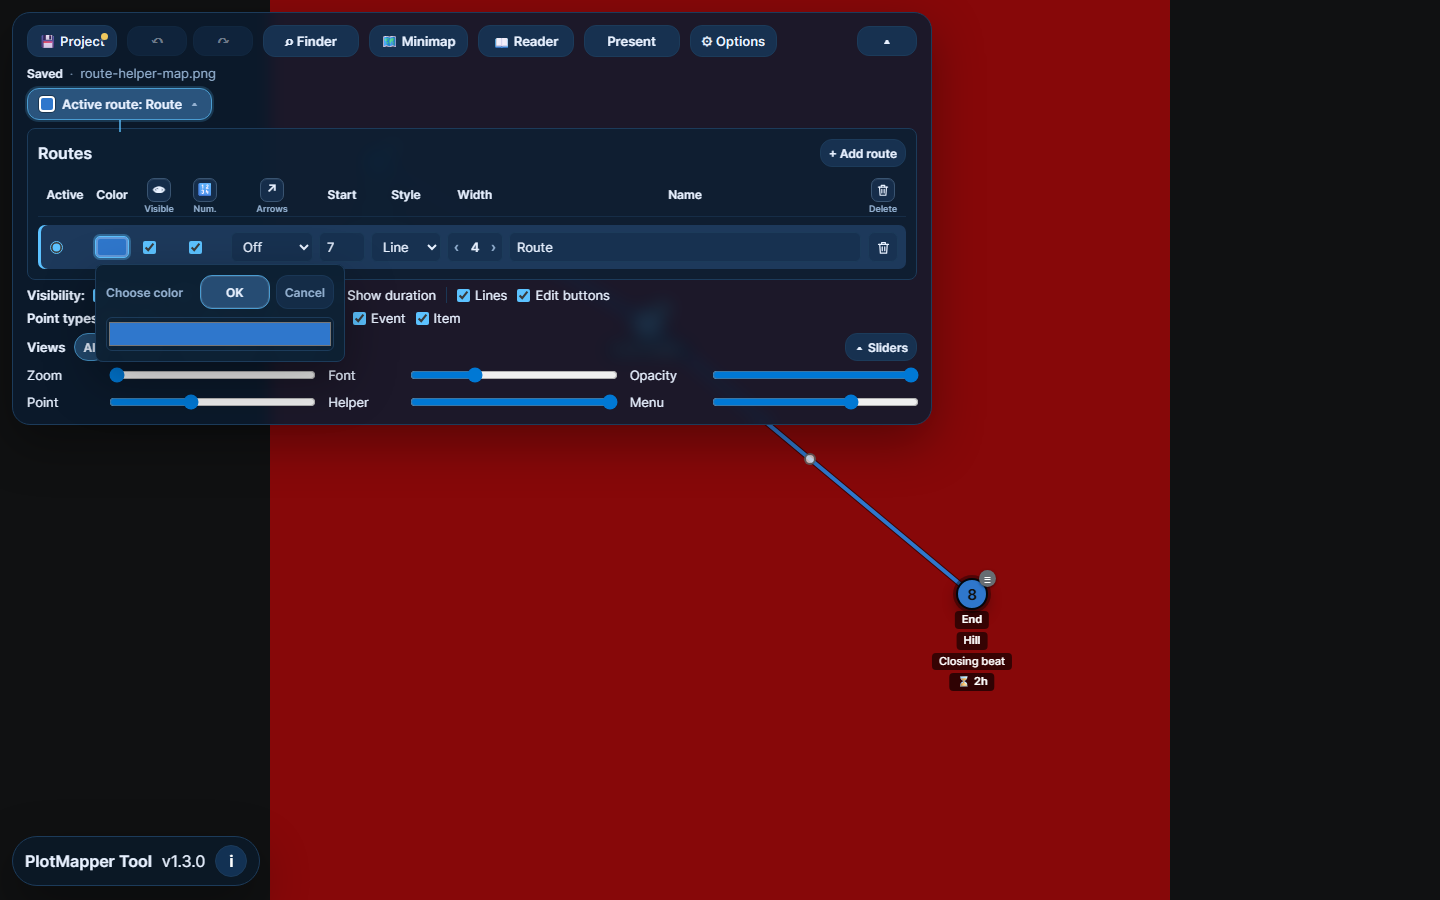 Project
Finder
Minimap
Reader
Present
Options
Saved · route-helper-map.png
Active route: Route
Routes
+ Add route
Active Color Visible Num. Arrows Start Style Width Name Delete
Off 7 Line ‹ 4 › Route
Choose color OK Cancel
Visibility: Show duration Lines Edit buttons
Point types Event Item
Views Sliders
Zoom Font Opacity
Point Helper Menu
8
End
Hill
Closing beat
⌛ 2h
PlotMapper Tool v1.3.0 i